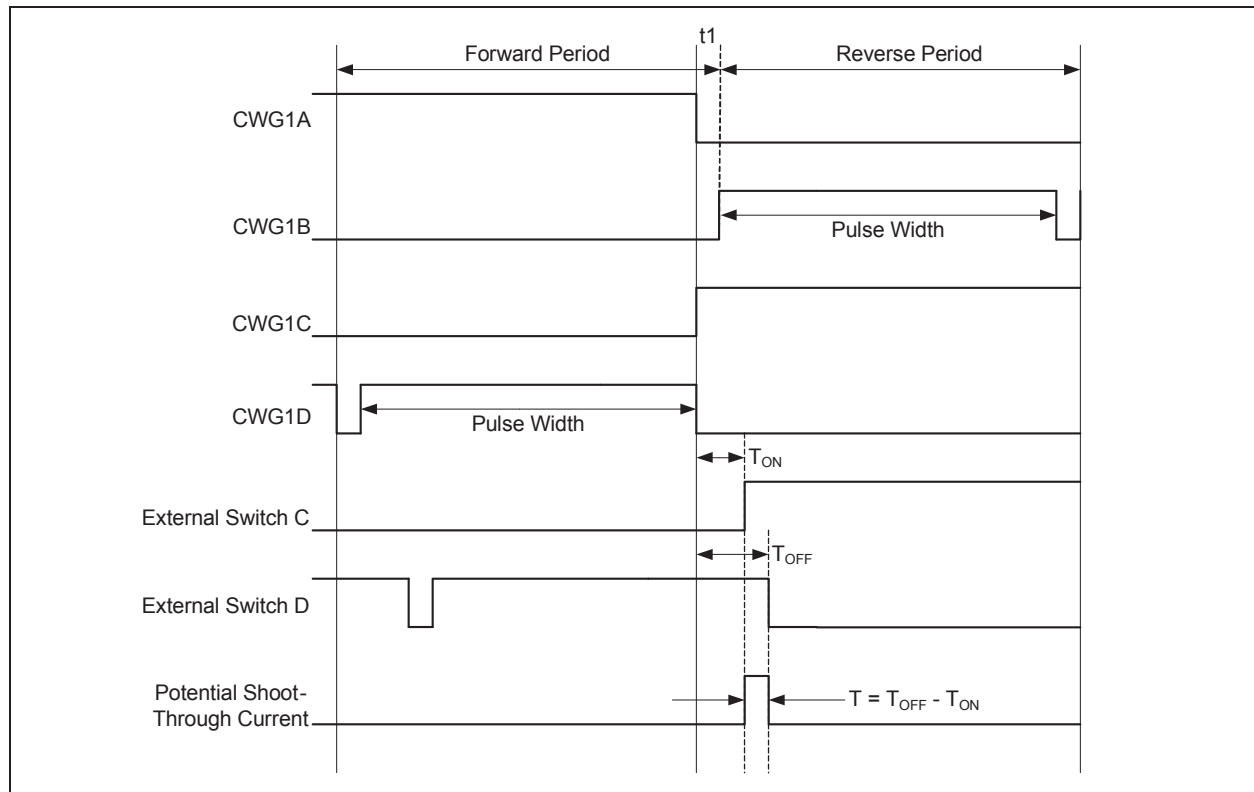 t1
Forward Period
Reverse Period
CWG1A
CWG1B
Pulse Width
CWG1C
CWG1D
Pulse Width
TON
External Switch C
TOFF
External Switch D
Potential Shoot-
Through Current
T = TOFF - TON